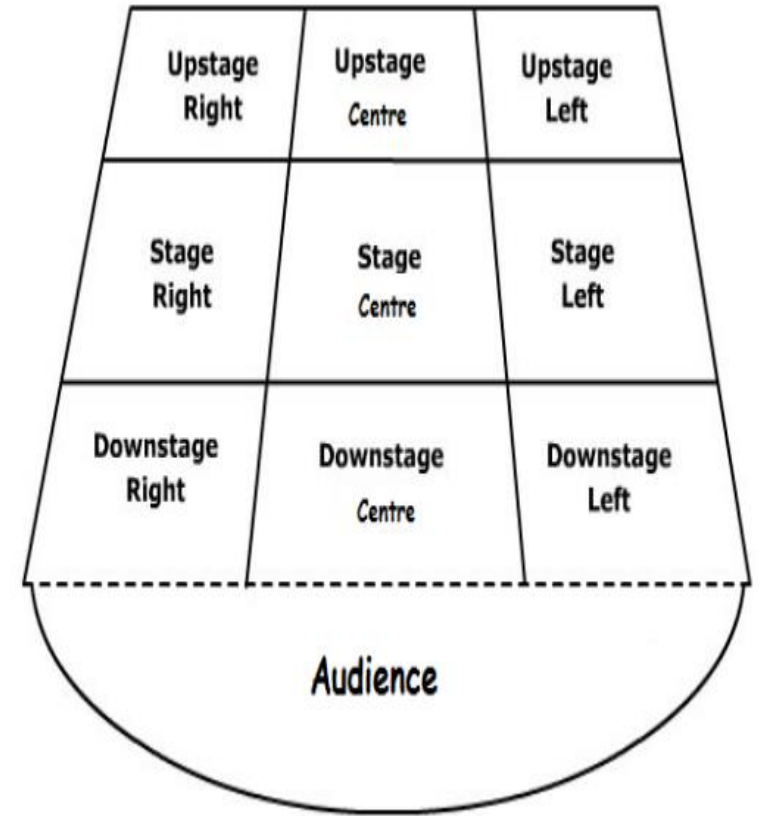 Upstage
Right
Upstage
Centre
Upstage
Left
Stage
Right
Stage
Centre
Stage
Left
Downstage
Right
Downstage
Centre
Downstage
Left
Audience